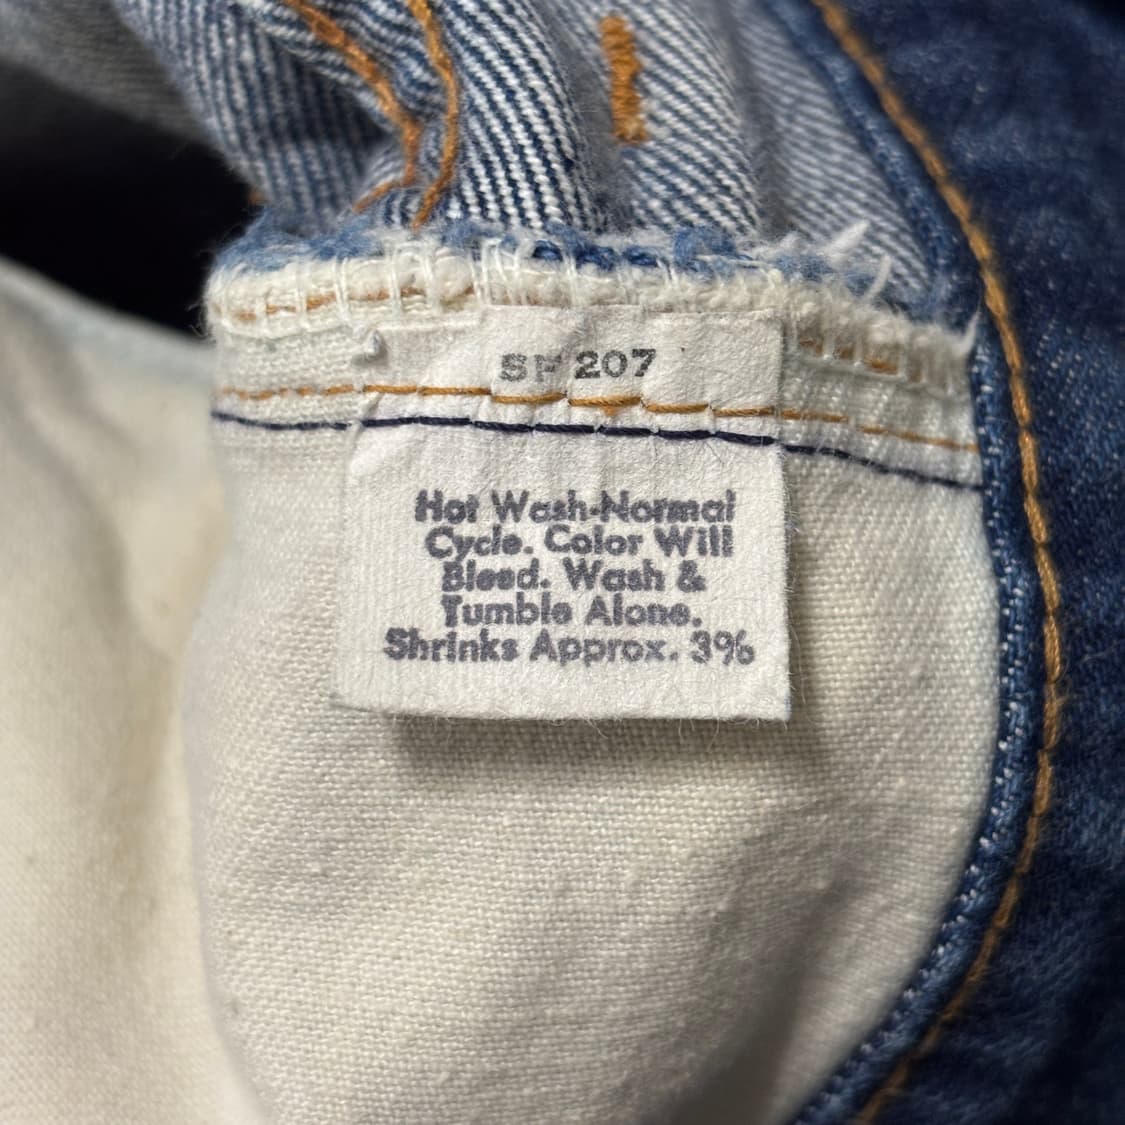 SF 207
Hot Wash-Normal
Cycle. Color Will
Bleed. Wash &
Tumble Alone.
Shrinks Approx. 3%